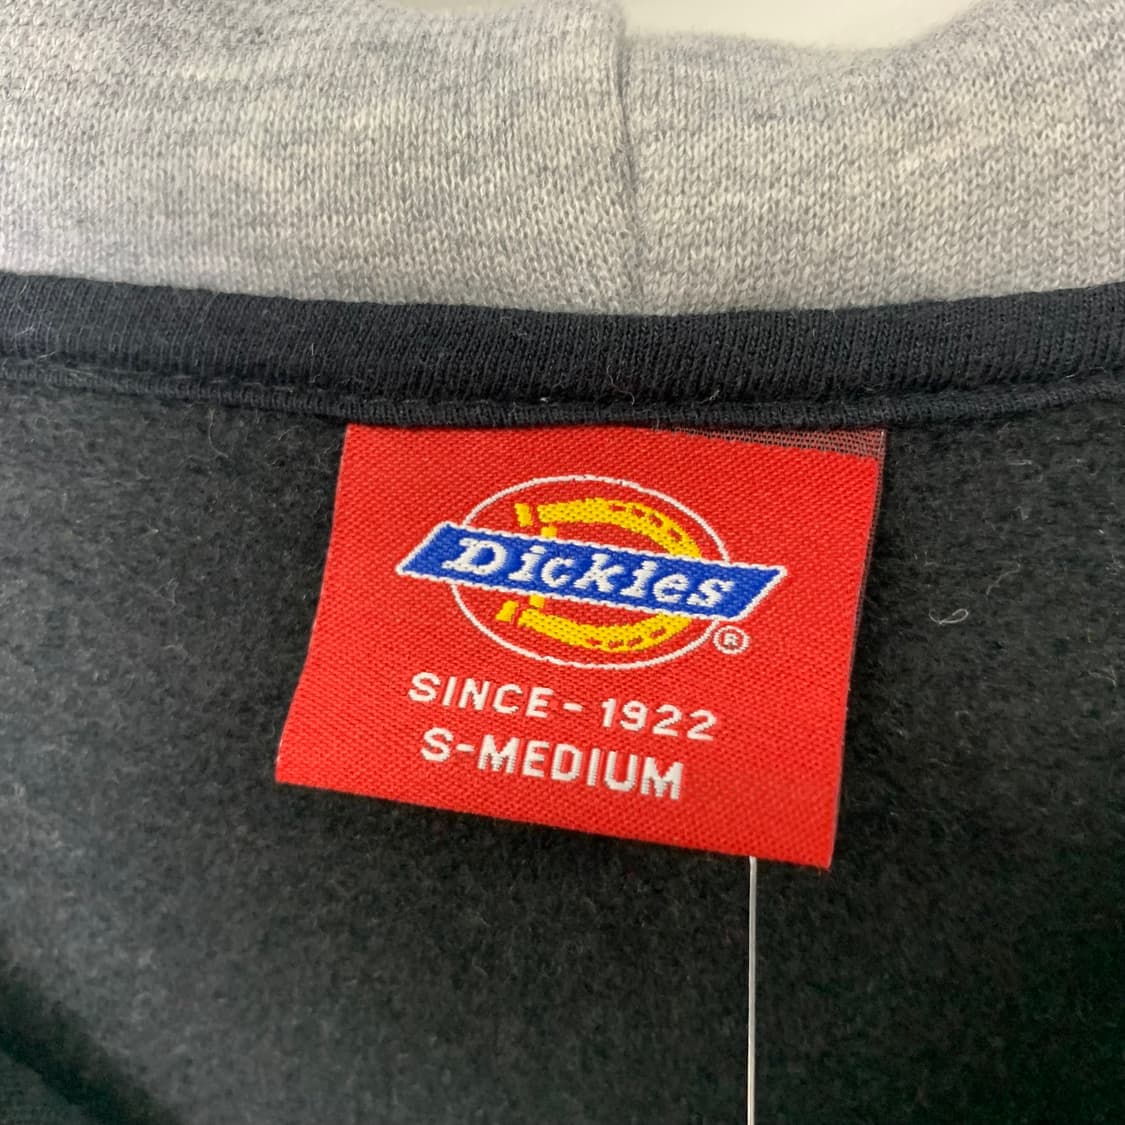 Dickies
®
SINCE-1922
S-MEDIUM